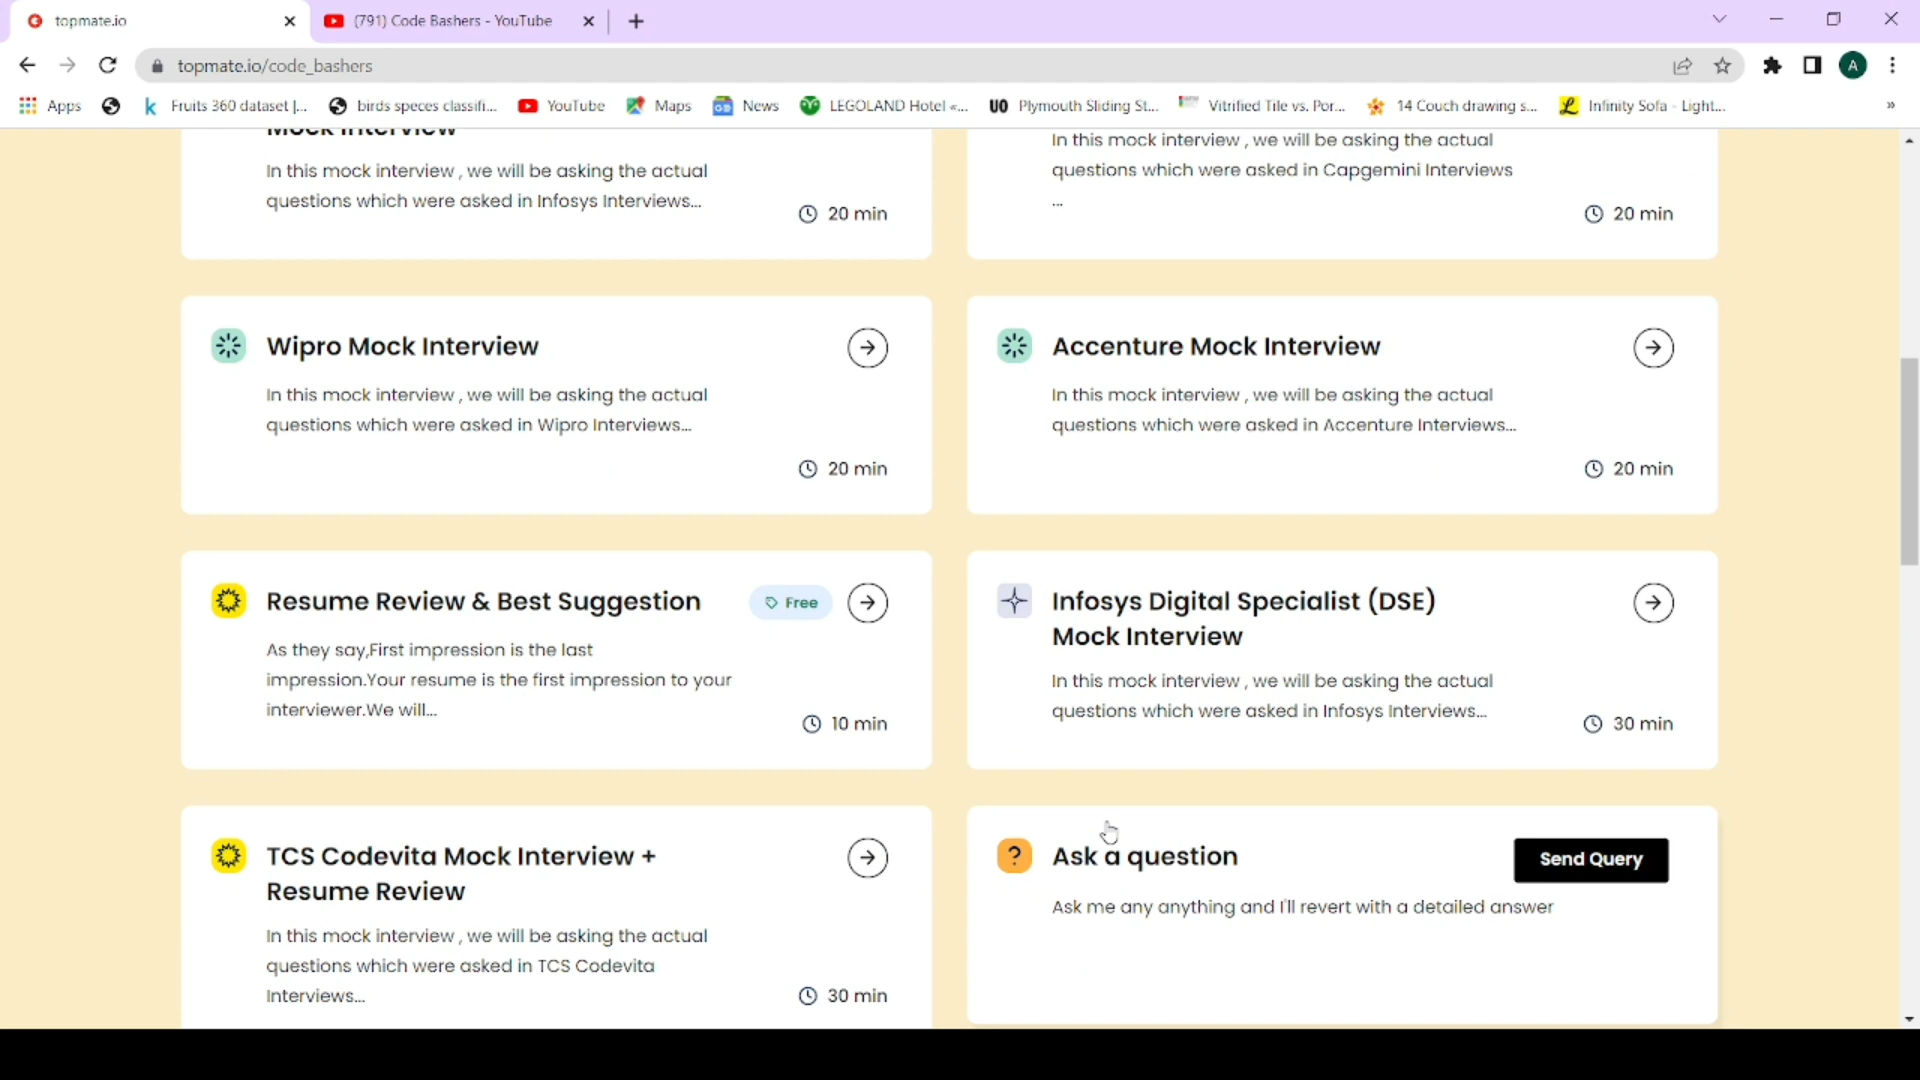 topmate.io
(791) Code Bashers - YouTube
topmate.io/code_bashers
A
Apps
Fruits 360 dataset |...
birds speces classifi...
YouTube
Maps
News
LEGOLAND Hotel «...
UO Plymouth Sliding St...
Vitrified Tile vs. Por...
14 Couch drawing s...
Infinity Sofa - Light...
»
Mock Interview
In this mock interview , we will be asking the actual
questions which were asked in Infosys Interviews...
20 min
In this mock interview , we will be asking the actual
questions which were asked in Capgemini Interviews
...
20 min
Wipro Mock Interview
In this mock interview , we will be asking the actual
questions which were asked in Wipro Interviews...
20 min
Accenture Mock Interview
In this mock interview , we will be asking the actual
questions which were asked in Accenture Interviews...
20 min
Resume Review & Best Suggestion
Free
As they say,First impression is the last
impression.Your resume is the first impression to your
interviewer.We will...
10 min
Infosys Digital Specialist (DSE)
Mock Interview
In this mock interview , we will be asking the actual
questions which were asked in Infosys Interviews...
30 min
TCS Codevita Mock Interview +
Resume Review
In this mock interview , we will be asking the actual
questions which were asked in TCS Codevita
Interviews...
30 min
? Ask a question
Send Query
Ask me any anything and I'll revert with a detailed answer